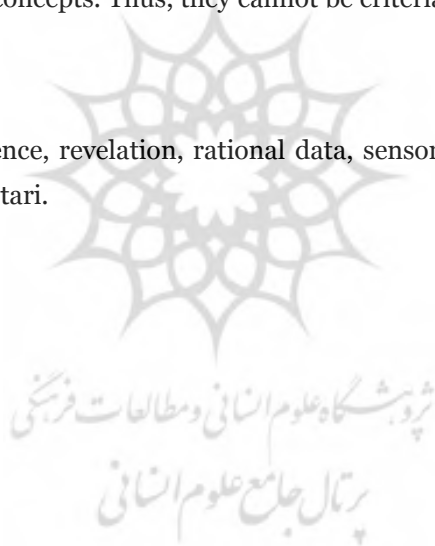 concepts. Thus, they cannot be criteria
ence, revelation, rational data, sensor
tari.
پژوهشگاه علوم انسانی و مطالعات فرهنگی
پرتال جامع علوم انسانی